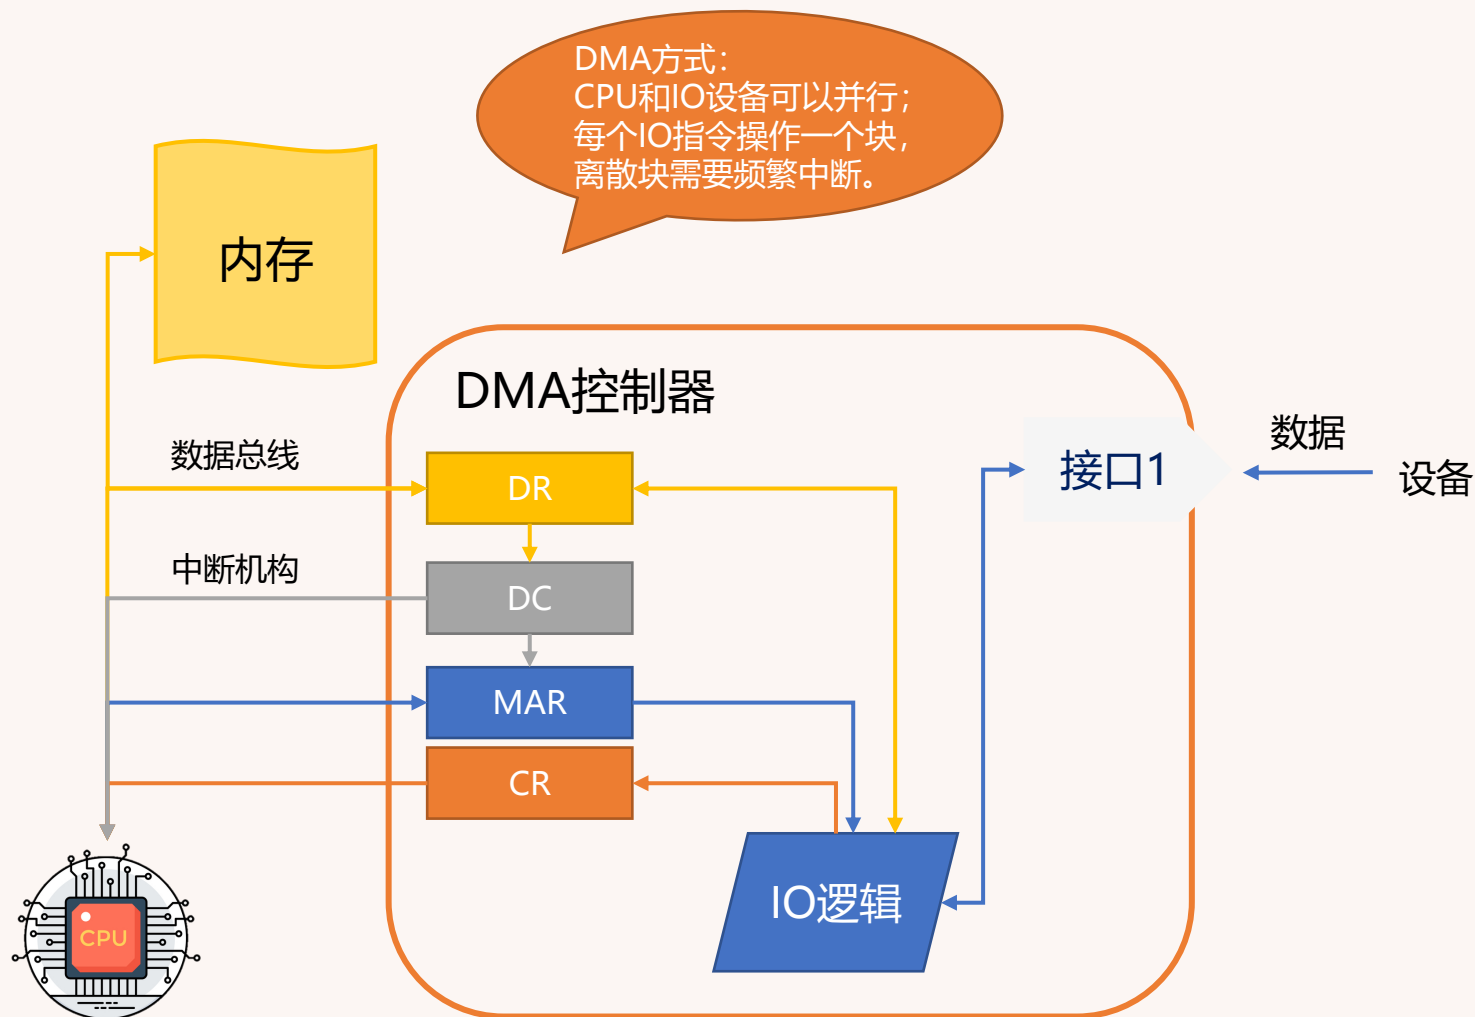 DMA方式：
CPU和IO设备可以并行；
每个IO指令操作一个块，
离散块需要频繁中断。
内存
DMA控制器
数据总线
DR
接口1
数据
设备
中断机构
DC
MAR
CR
IO逻辑
CPU